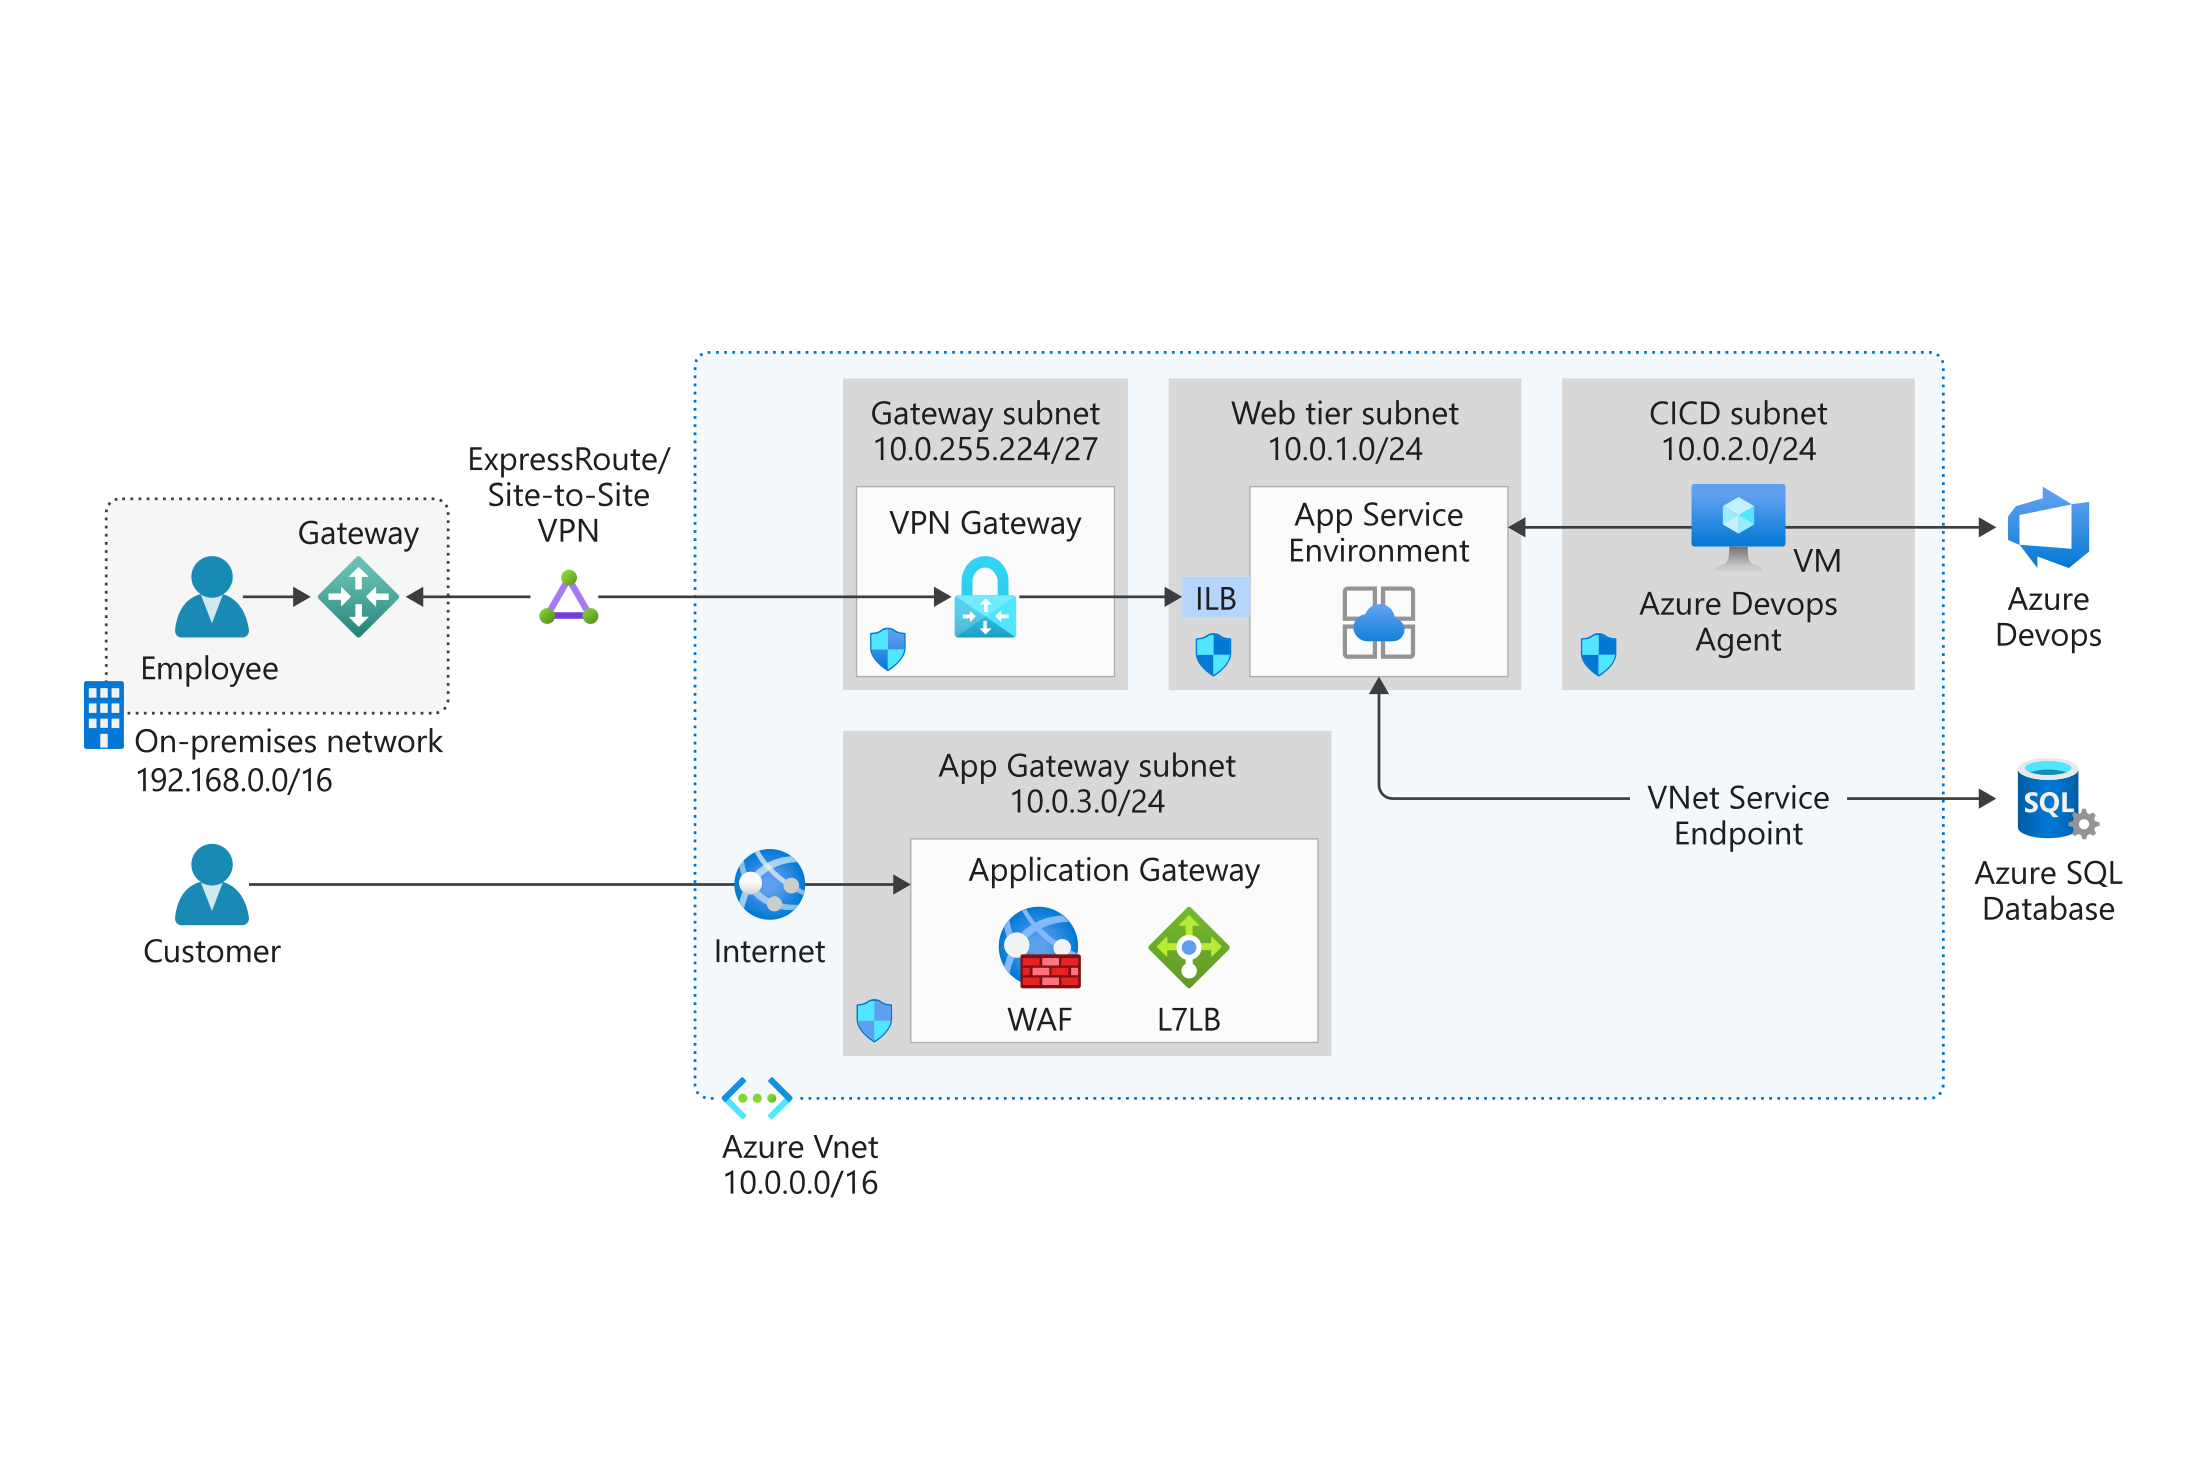 Gateway subnet
10.0.255.224/27
VPN Gateway
Web tier subnet
10.0.1.0/24
App Service
Environment
ILB
CICD subnet
10.0.2.0/24
VM
Azure Devops
Agent
ExpressRoute/
Site-to-Site
VPN
Gateway
Employee
On-premises network
192.168.0.0/16
Azure
Devops
App Gateway subnet
10.0.3.0/24
Application Gateway
WAF
L7LB
VNet Service
Endpoint
SQL
Azure SQL
Database
Customer
Internet
Azure Vnet
10.0.0.0/16